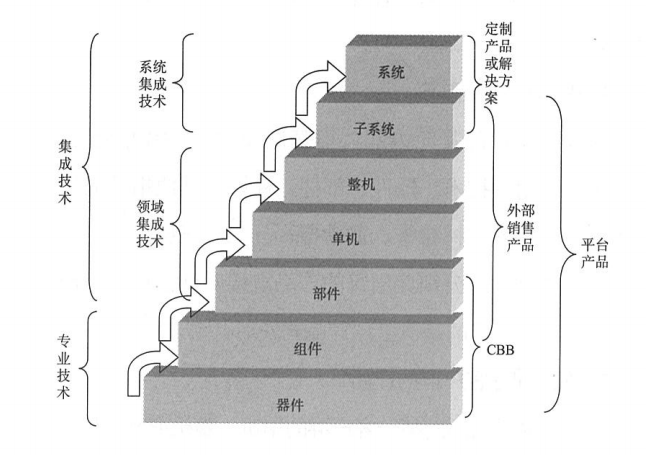 定制
产品
或解
决方
案
系统
系统
集成
技术
子系统
集
成
技
术
整机
领域
集成
技术
单机
外部
销售
产品
平台
产品
部件
专
业
技
术
组件
CBB
器件